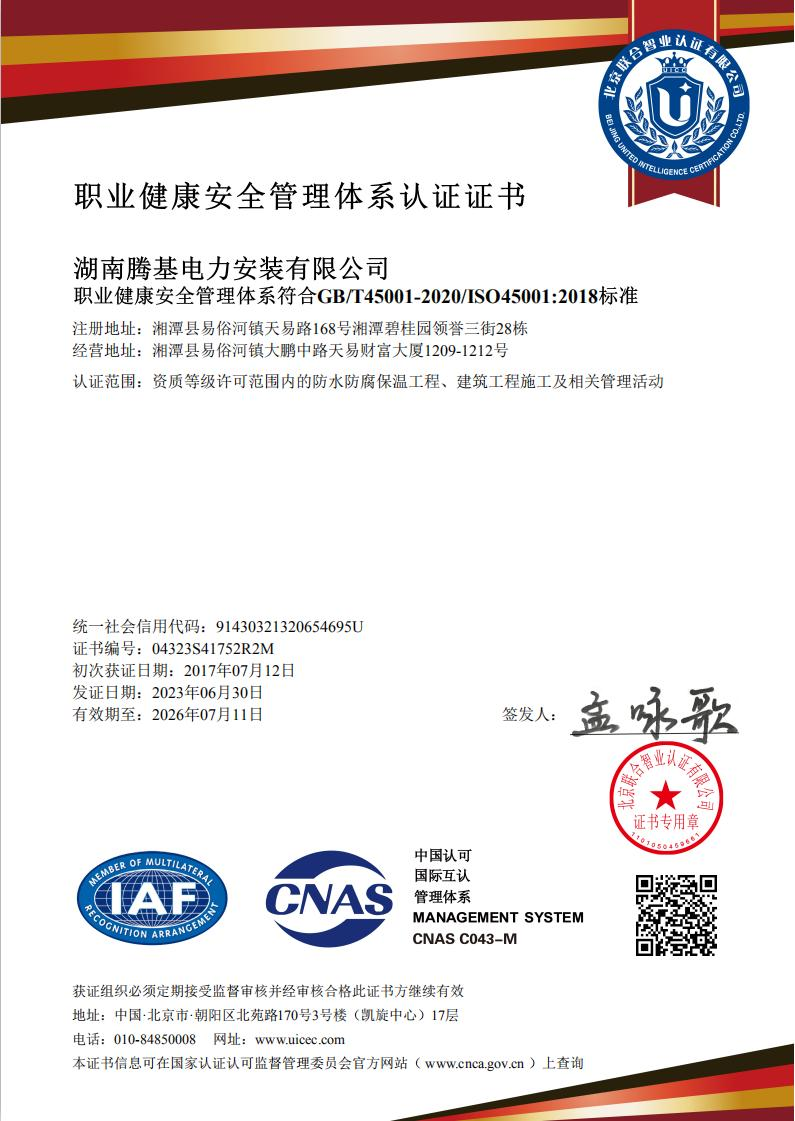 北京联合智业认证有限公司
UICC
U
BEI JING UNITED INTELLIGENCE CERTIFICATION CO.,LTD.
职业健康安全管理体系认证证书
湖南腾基电力安装有限公司
职业健康安全管理体系符合GB/T45001-2020/ISO45001:2018标准
注册地址：湘潭县易俗河镇天易路168号湘潭碧桂园领誉三街28栋
经营地址：湘潭县易俗河镇大鹏中路天易财富大厦1209-1212号
认证范围：资质等级许可范围内的防水防腐保温工程、建筑工程施工及相关管理活动
统一社会信用代码：91430321320654695U
证书编号：04323S41752R2M
初次获证日期：2017年07月12日
发证日期：2023年06月30日
有效期至：2026年07月11日
签发人：
孟咏歌
北京联合智业认证有限公司
证书专用章
1101050459661
MEMBER OF MULTILATERAL
IAF
RECOGNITION ARRANGEMENT
CNAS
中国认可
国际互认
管理体系
MANAGEMENT SYSTEM
CNAS C043-M
获证组织必须定期接受监督审核并经审核合格此证书方继续有效
地址：中国·北京市·朝阳区北苑路170号3号楼（凯旋中心）17层
电话：010-84850008 网址：www.uicec.com
本证书信息可在国家认证认可监督管理委员会官方网站（ www.cnca.gov.cn ）上查询